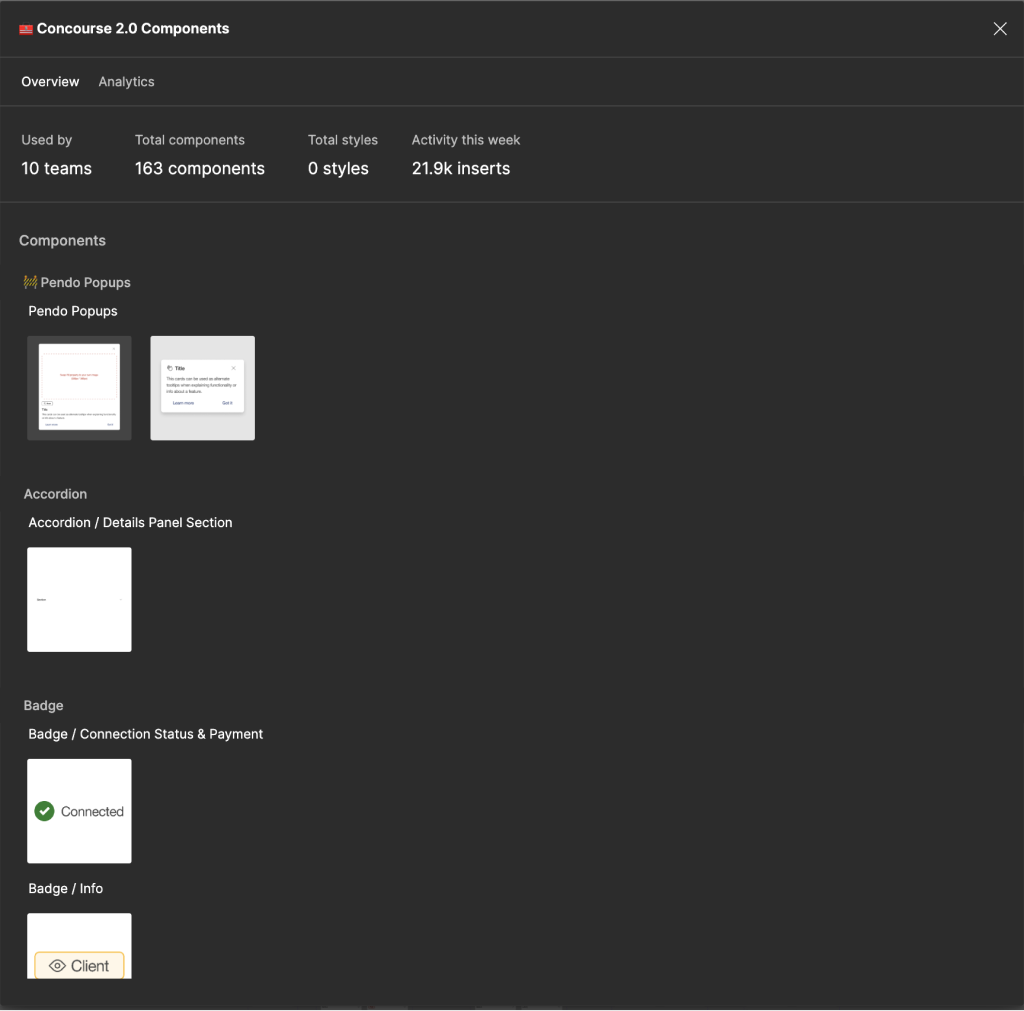 Concourse 2.0 Components
Overview Analytics
Used by Total components Total styles Activity this week
10 teams 163 components 0 styles 21.9k inserts
Components
Pendo Popups
Pendo Popups
Title
This cards can be used as alternate
tooltips when explaining functionality or
info about a feature.
Learn more Got it
Accordion
Accordion / Details Panel Section
Badge
Badge / Connection Status & Payment
Connected
Badge / Info
Client